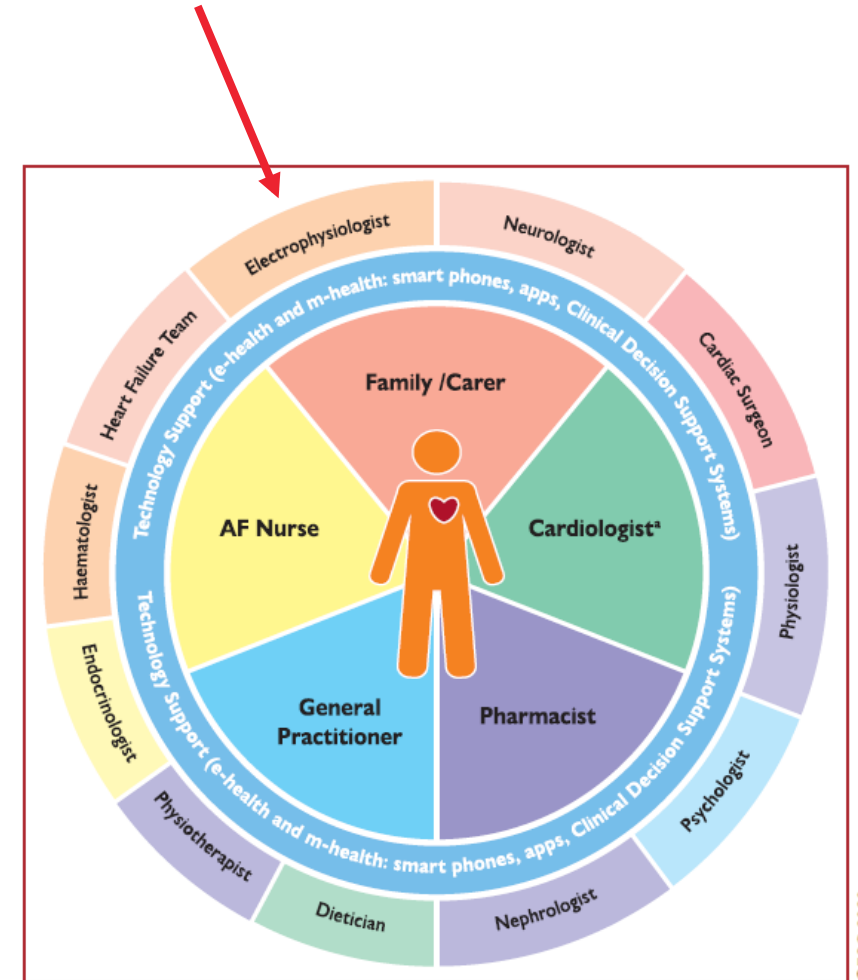 Electrophysiologist
Neurologist
Cardiac Surgeon
Physiologist
Psychologist
Nephrologist
Dietician
Physiotherapist
Endocrinologist
Haematologist
Heart Failure Team
Technology Support (e-health and m-health: smart phones, apps, Clinical Decision Support Systems)
Technology Support (e-health and m-health: smart phones, apps, Clinical Decision Support Systems)
Family /Carer
AF Nurse
Cardiologistᵃ
General
Practitioner
Pharmacist